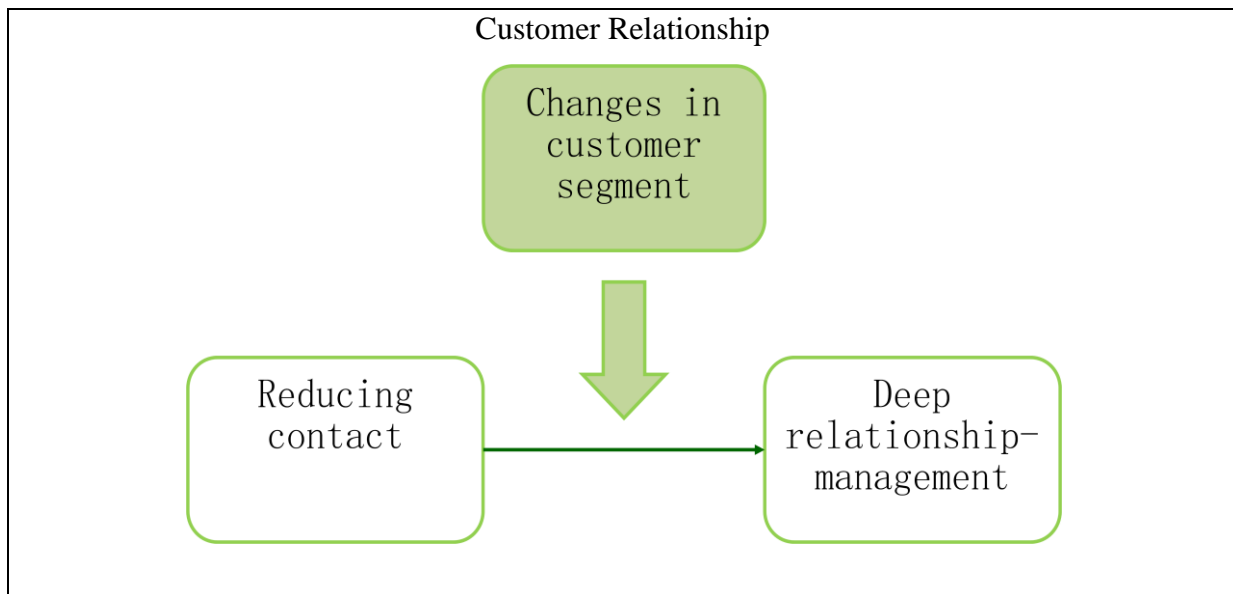 Customer Relationship
Changes in
customer
segment
Reducing
contact
Deep
relationship-
management